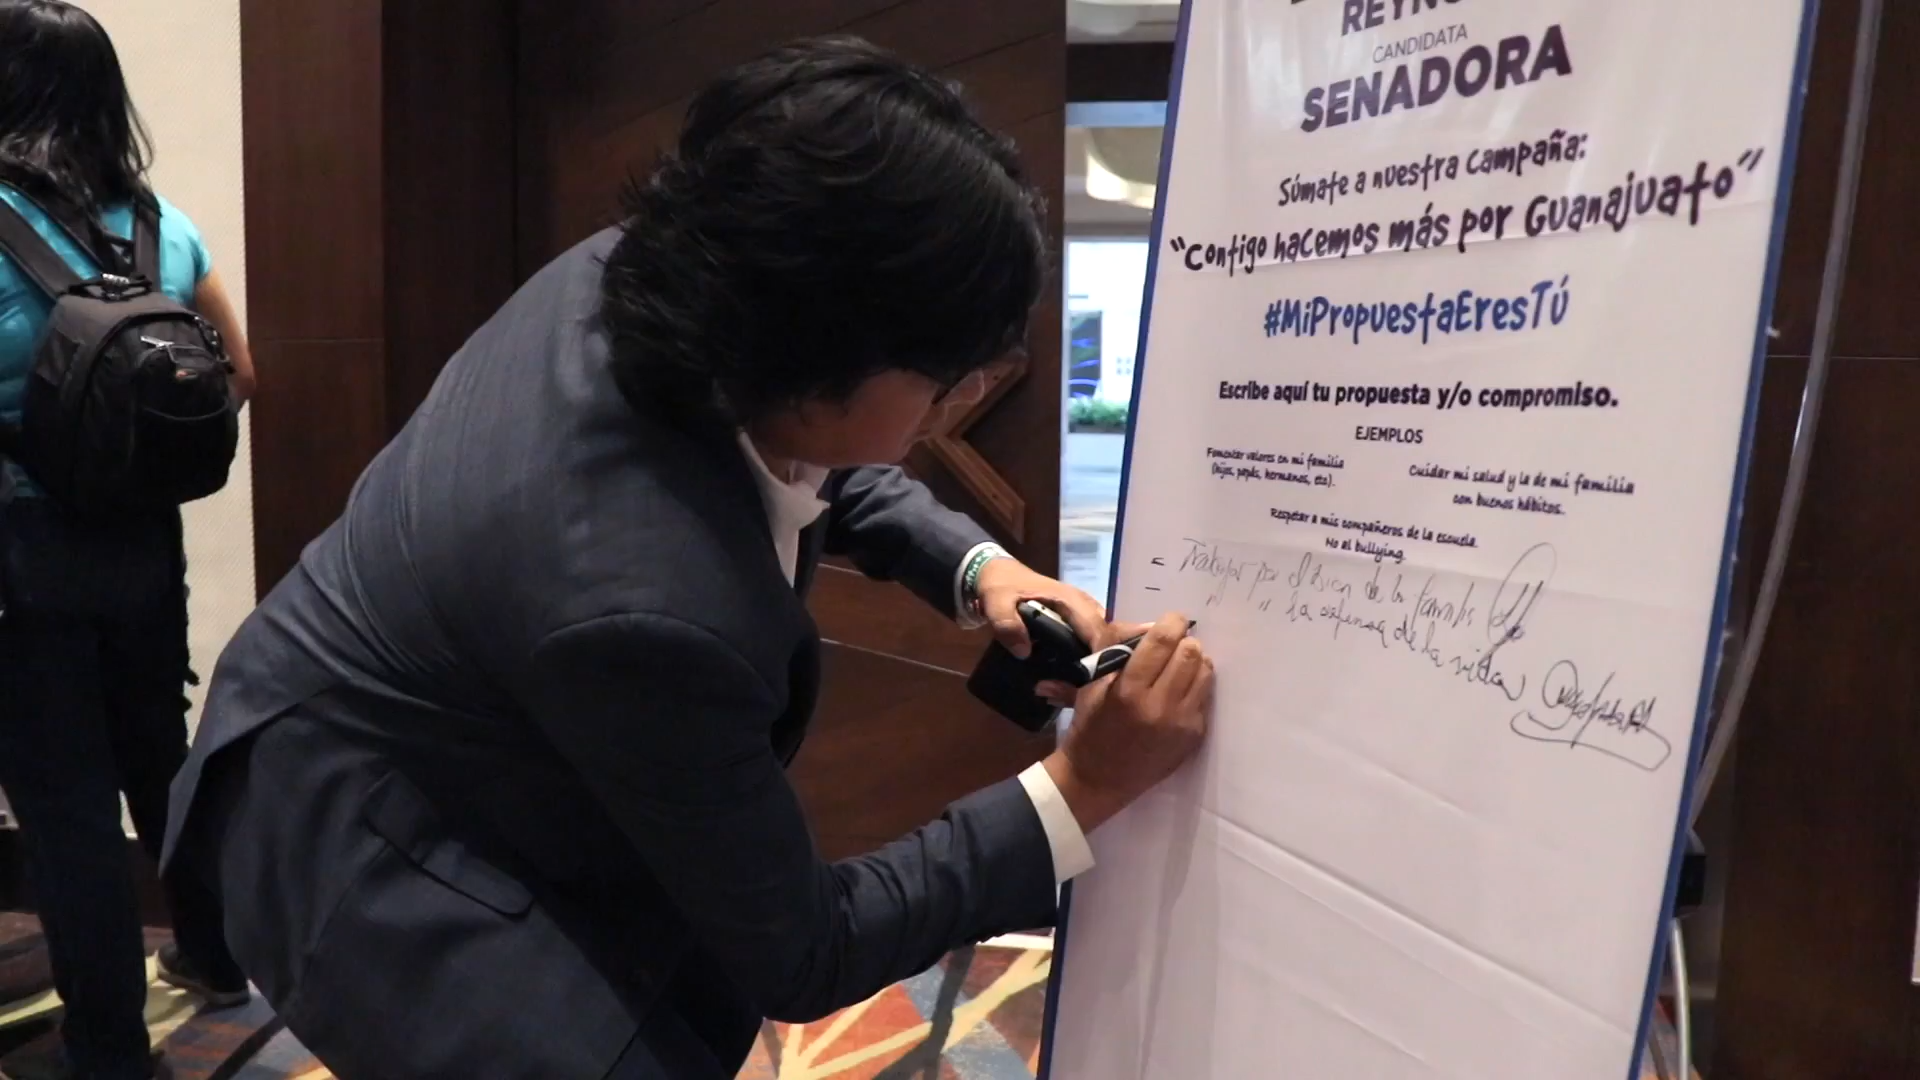 CANDIDATA
SENADORA
Súmate a nuestra campaña:
"Contigo hacemos más por Guanajuato"
#MiPropuestaEresTú
Escribe aquí tu propuesta y/o compromiso.
EJEMPLOS
Fomentar valores en mi familia
(hijos, papás, hermanos, etc).
Cuidar mi salud y la de mi familia
con buenos hábitos.
Respetar a mis compañeros de la escuela
No al bullying
- Trabajar por el bien de la familia
- " " la defensa de la vida